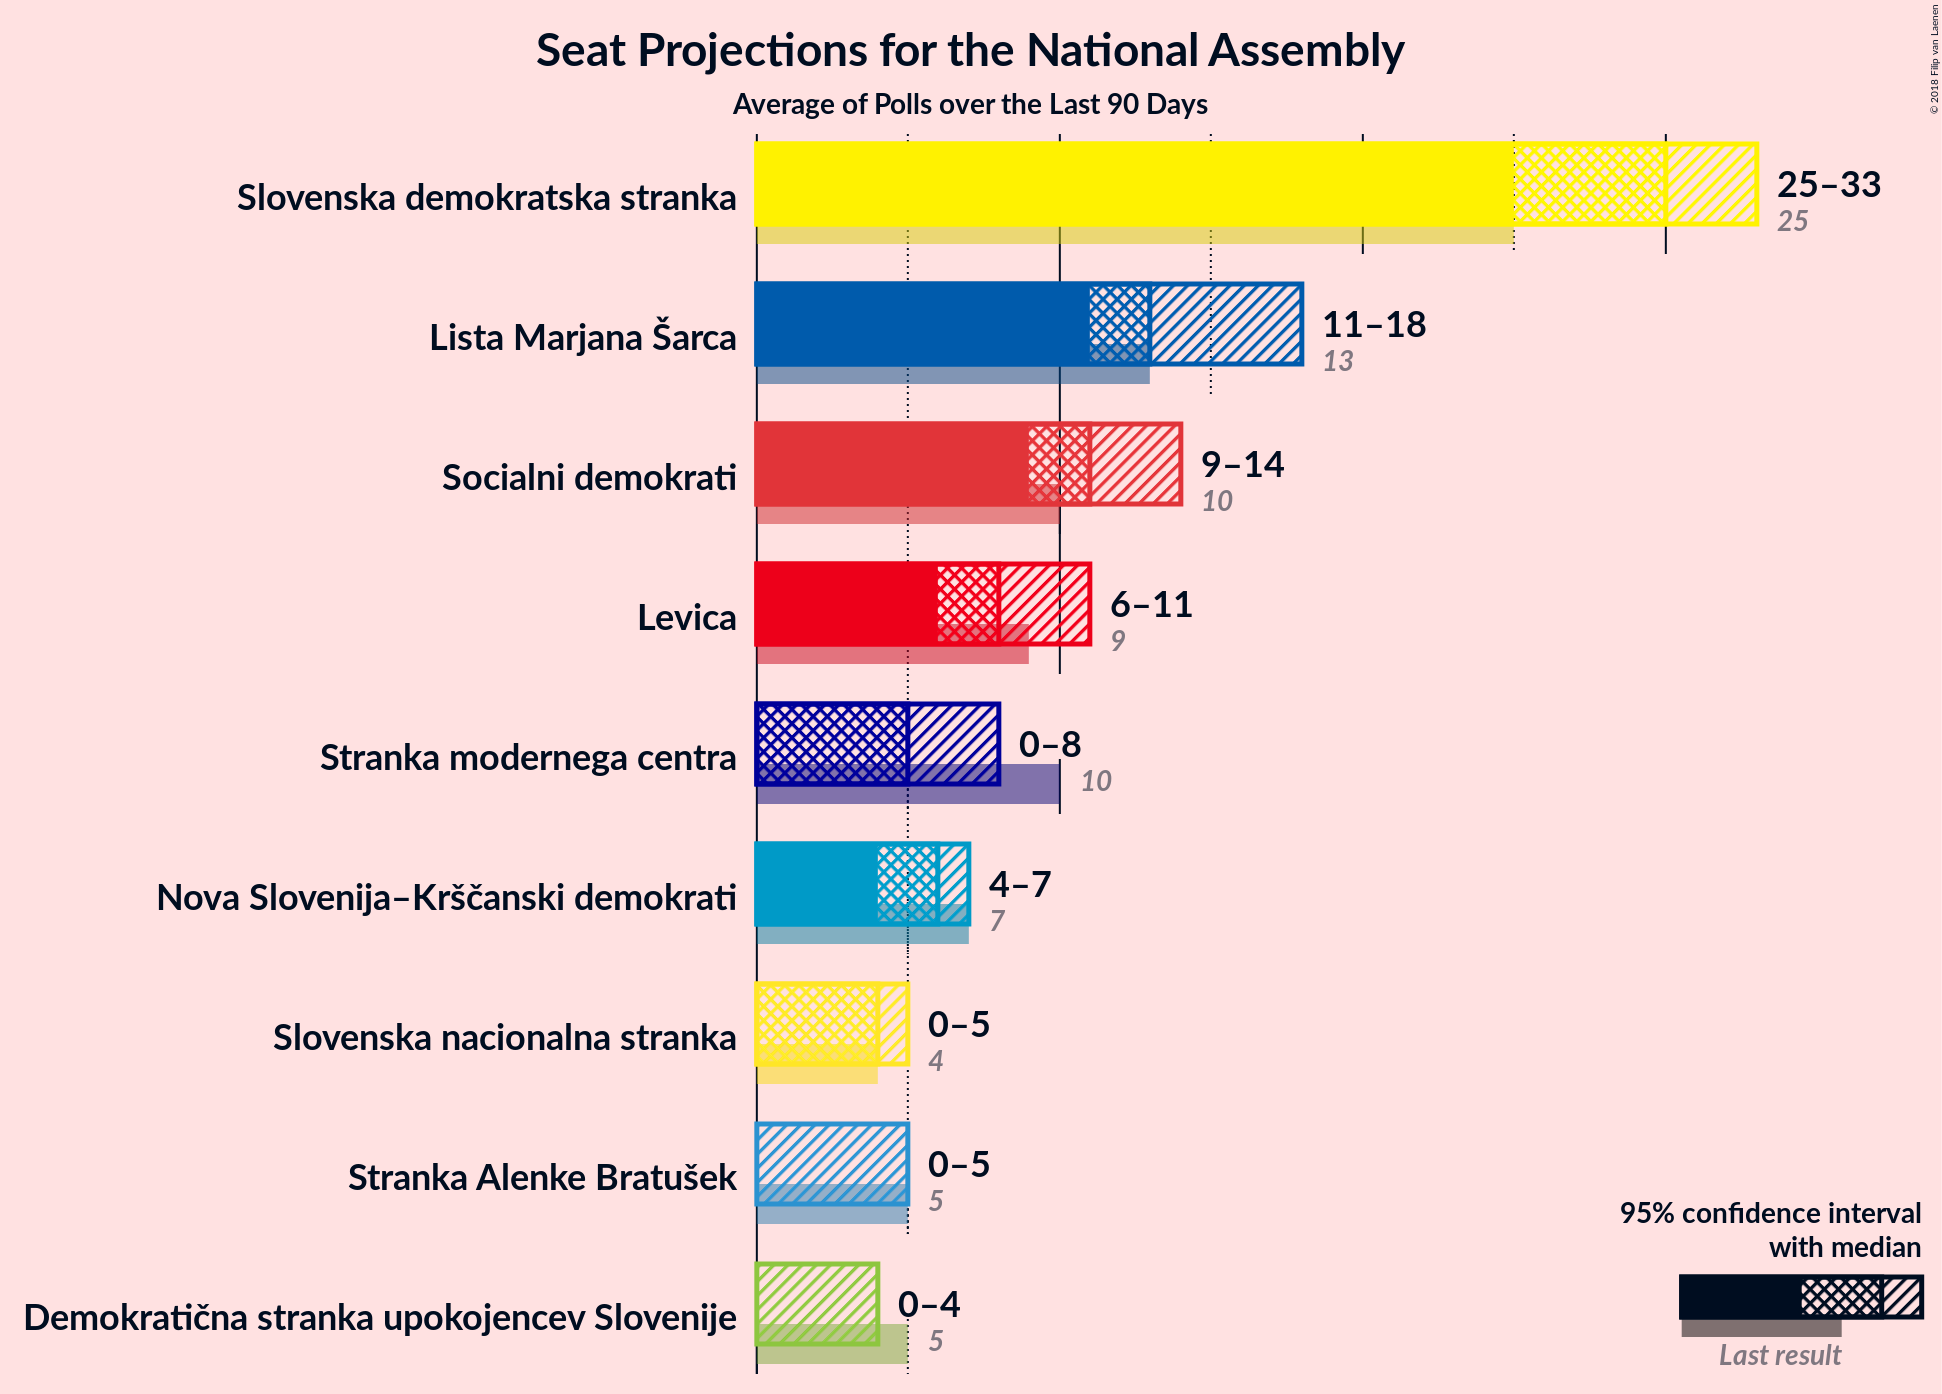 Seat Projections for the National Assembly
Average of Polls over the Last 90 Days
© 2018 Filip van Laenen
Slovenska demokratska stranka
25–33
25
Lista Marjana Šarca
11–18
13
Socialni demokrati
9–14
10
Levica
6–11
9
Stranka modernega centra
0–8
10
Nova Slovenija–Krščanski demokrati
4–7
7
Slovenska nacionalna stranka
0–5
4
Stranka Alenke Bratušek
0–5
5
Demokratična stranka upokojencev Slovenije
0–4
5
95% confidence interval
with median
Last result